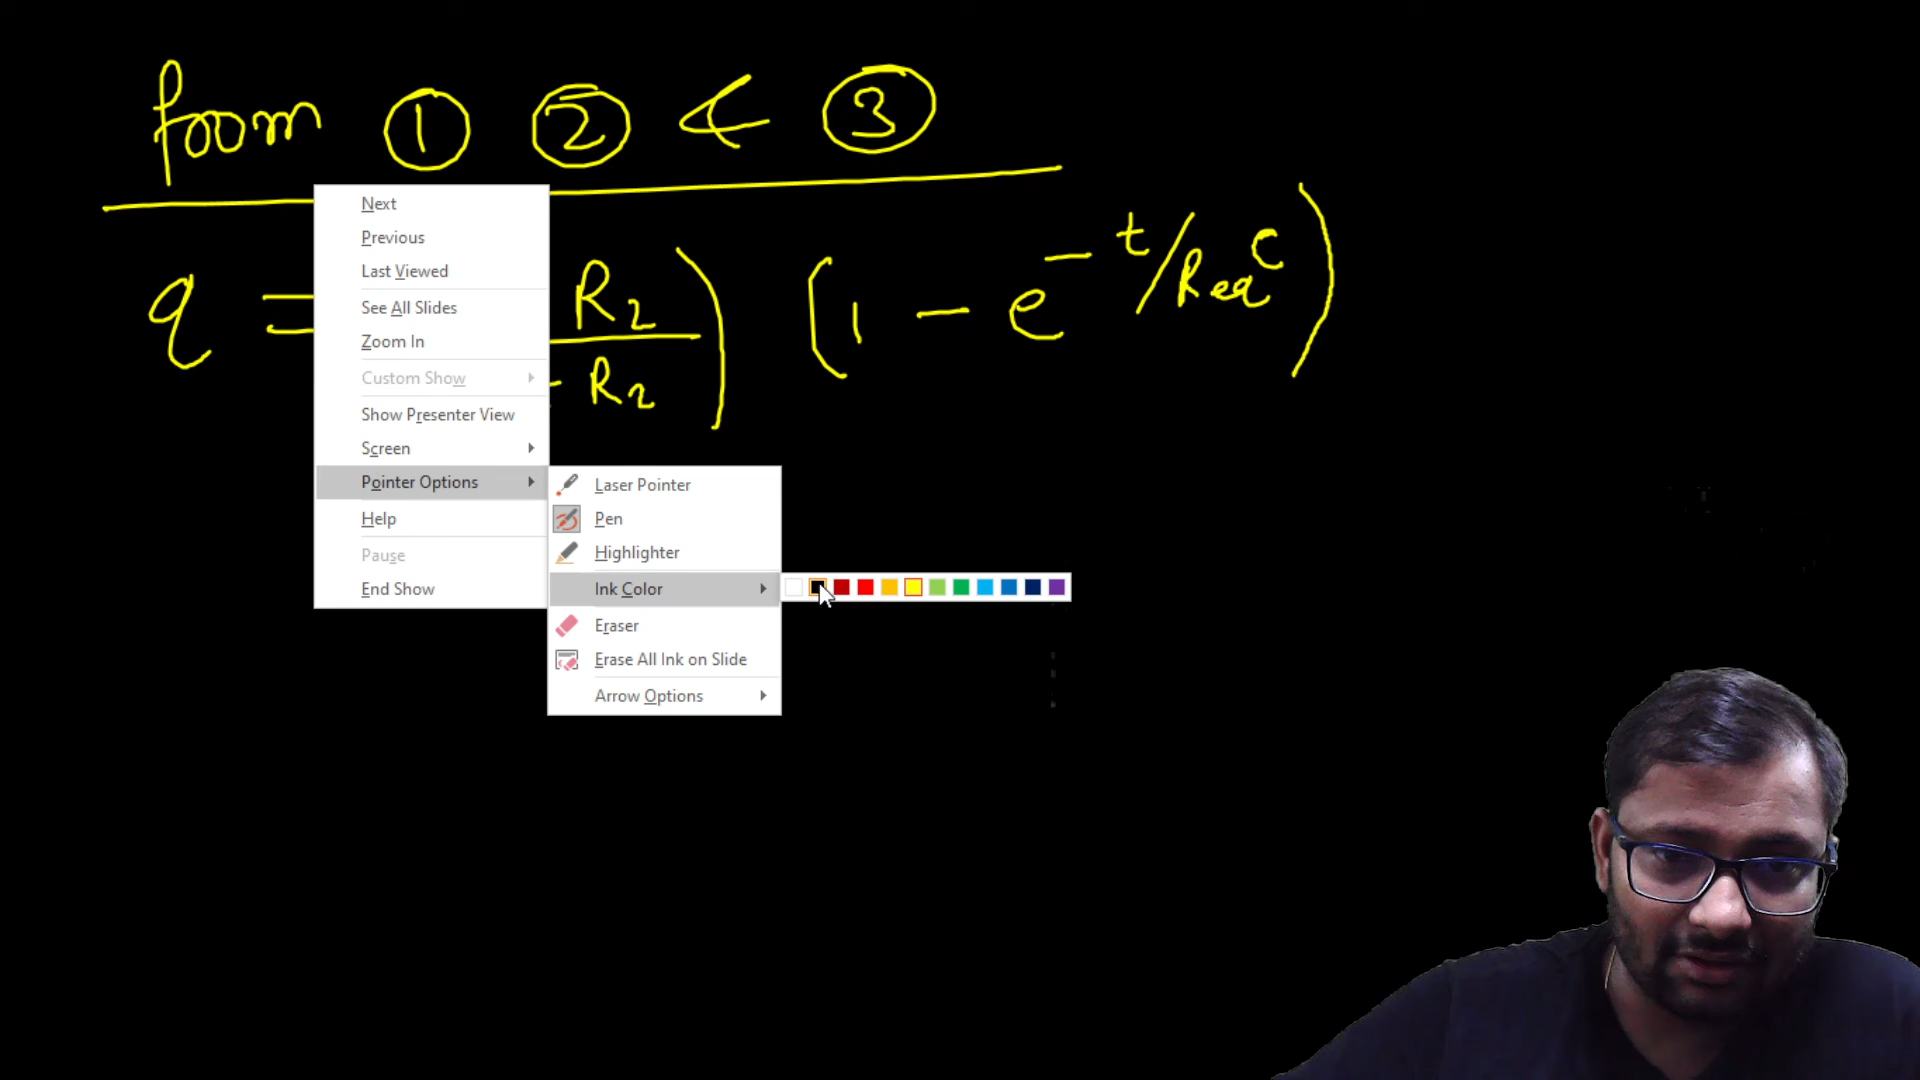 from ① ② & ③
q = R₂ / - R₂ ) (1 - e^-t/Req C)
Next
Previous
Last Viewed
See All Slides
Zoom In
Custom Show
Show Presenter View
Screen
Pointer Options
Help
Pause
End Show
Laser Pointer
Pen
Highlighter
Ink Color
Eraser
Erase All Ink on Slide
Arrow Options